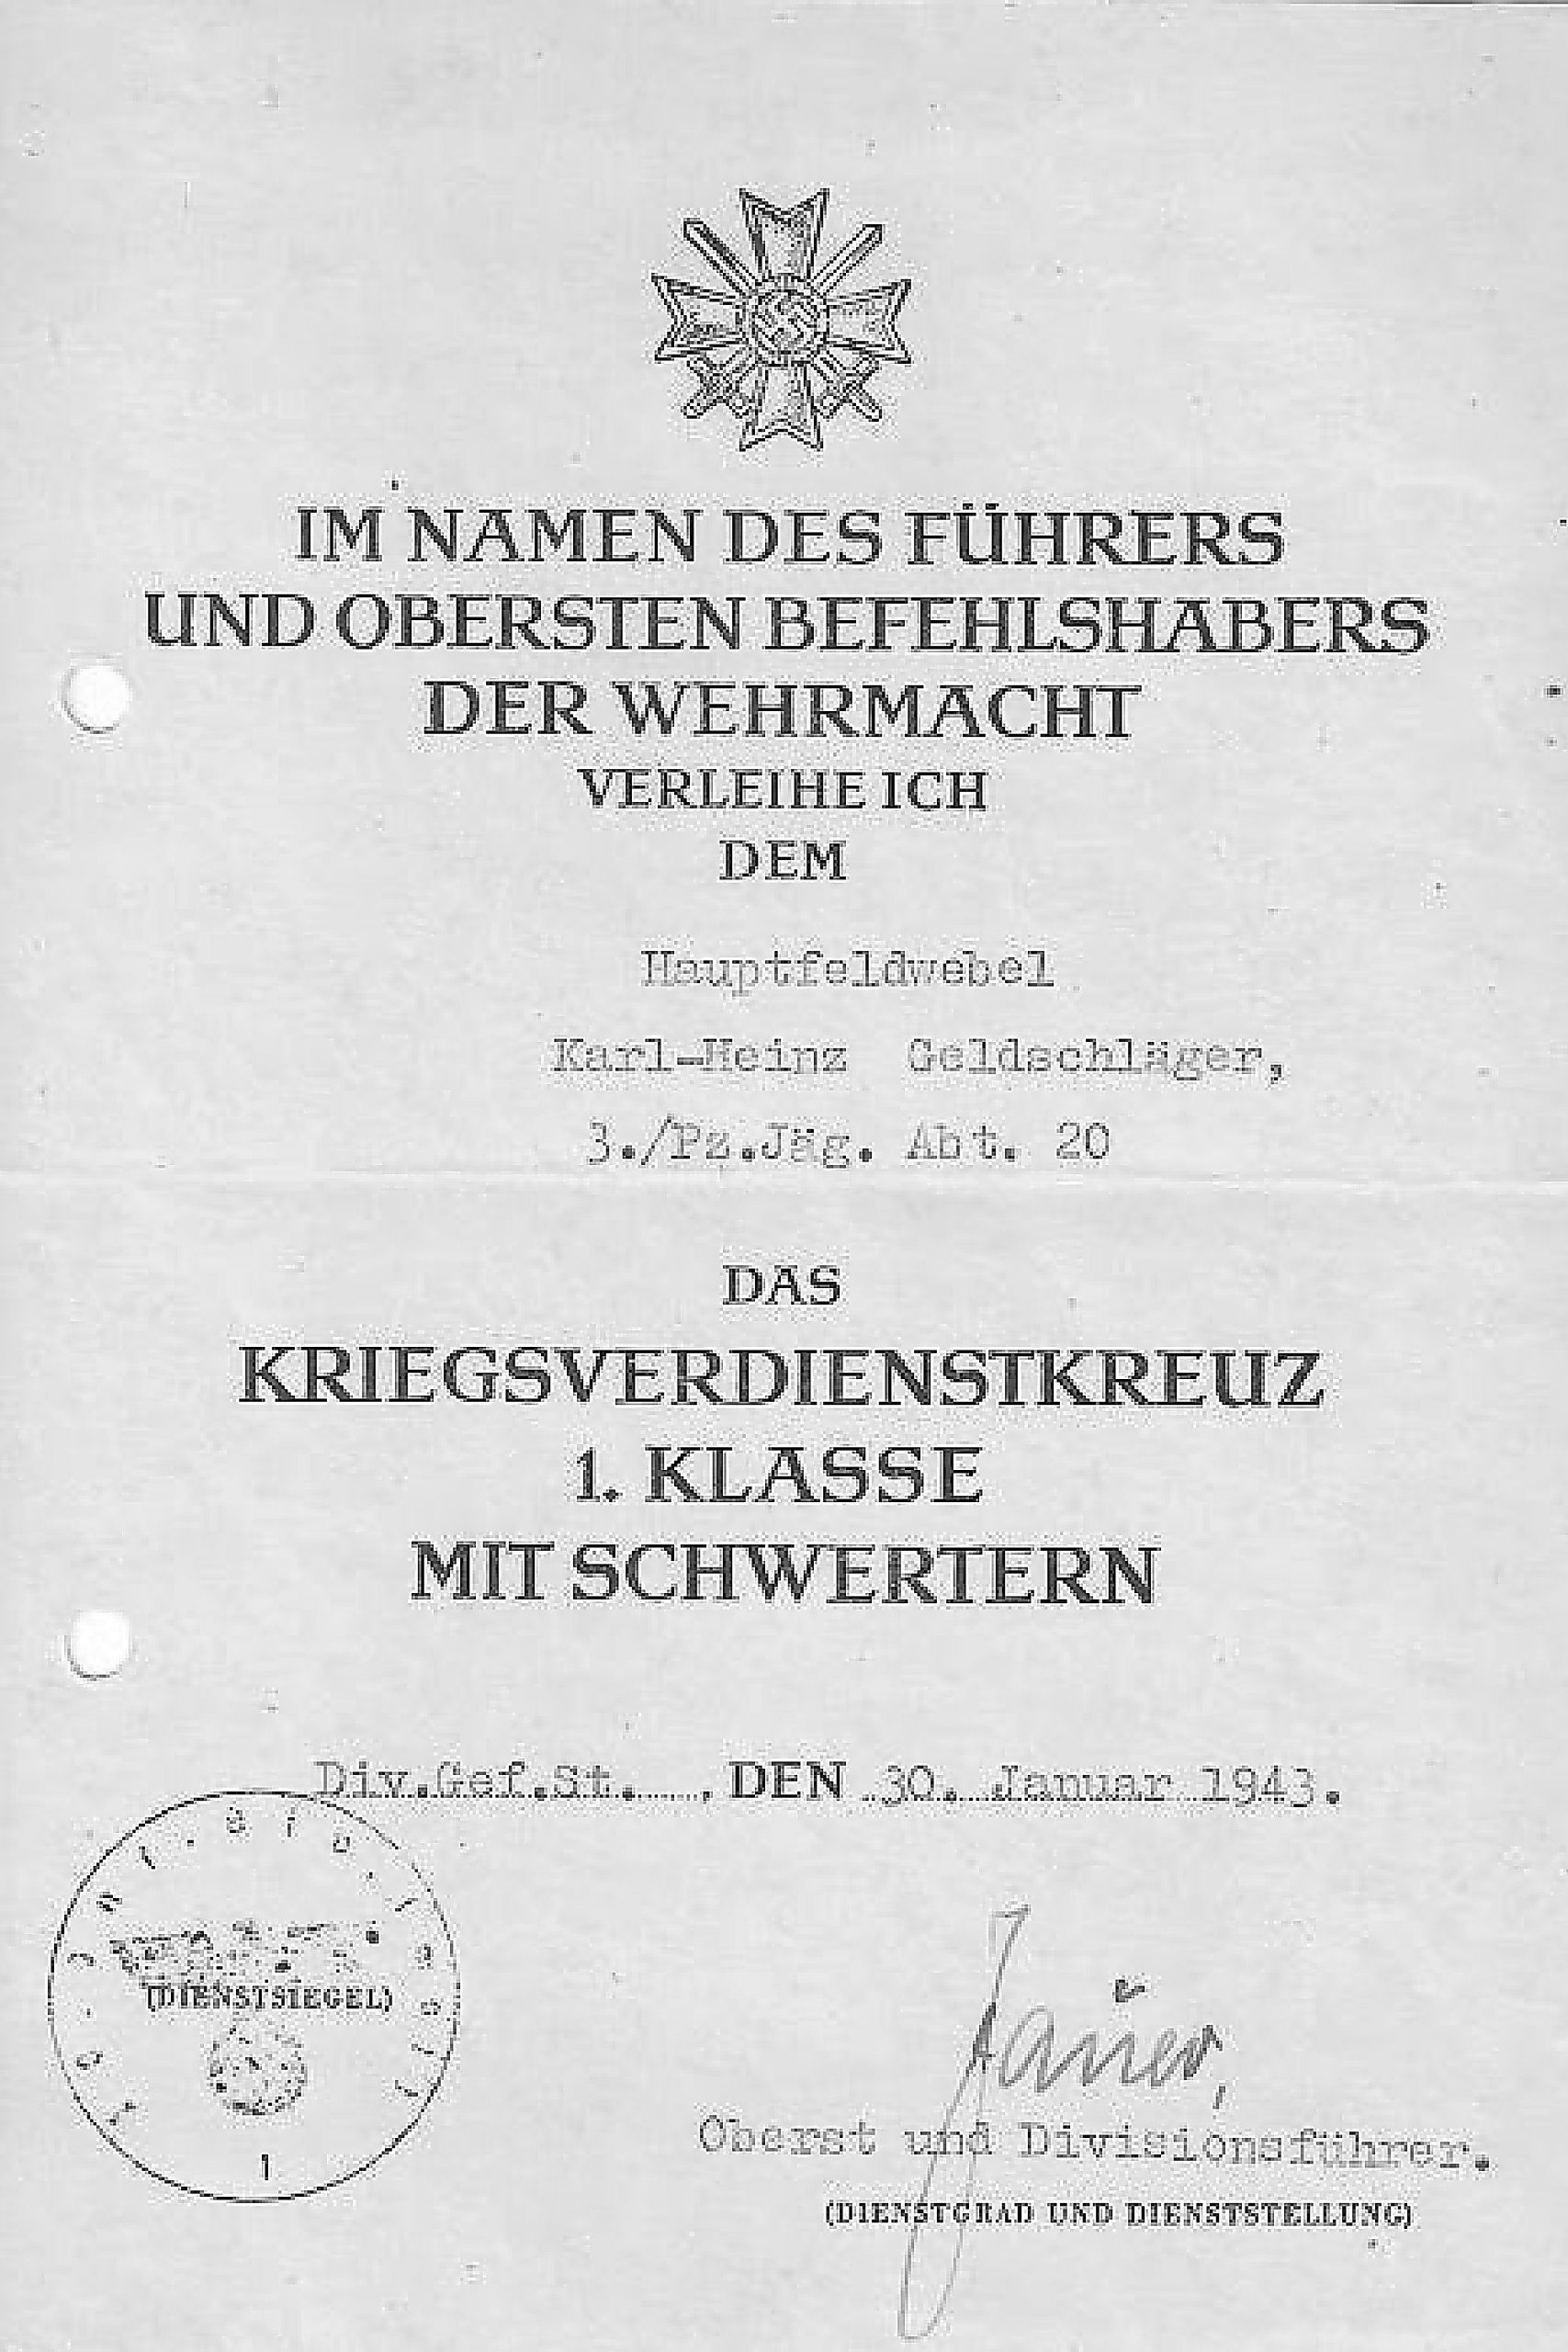 IM NAMEN DES FÜHRERS
UND OBERSTEN BEFEHLSHABERS
DER WEHRMACHT
VERLEIHE ICH
DEM
Hauptfeldwebel
Karl-Heinz Geldschläger,
3./Pz.Jäg. Abt. 20
DAS
KRIEGSVERDIENSTKREUZ
1. KLASSE
MIT SCHWERTERN
Div.Gef.St. , DEN 30. Januar 1943.
(DIENSTSIEGEL)
Oberst und Divisionsführer.
(DIENSTGRAD UND DIENSTSTELLUNG)